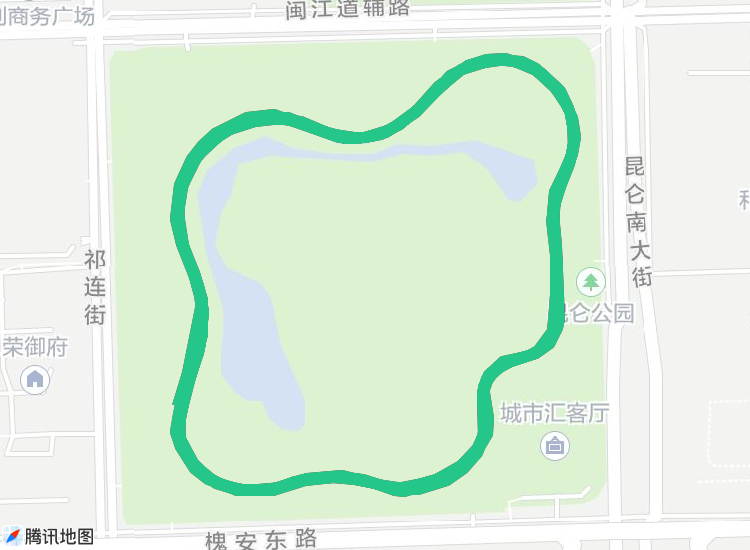 闽江道辅路
商务广场
昆仑南大街
祁连街
昆仑公园
荣御府
城市汇客厅
槐安东路
腾讯地图